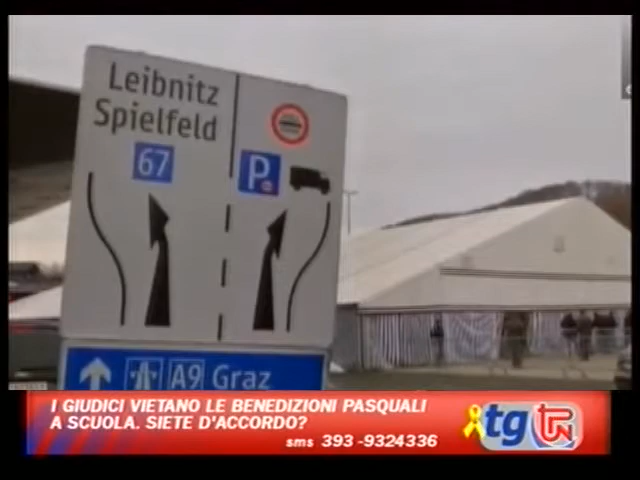 Leibnitz
Spielfeld
67
P
A9 Graz
I GIUDICI VIETANO LE BENEDIZIONI PASQUALI
A SCUOLA. SIETE D'ACCORDO?
sms 393-9324336
tg